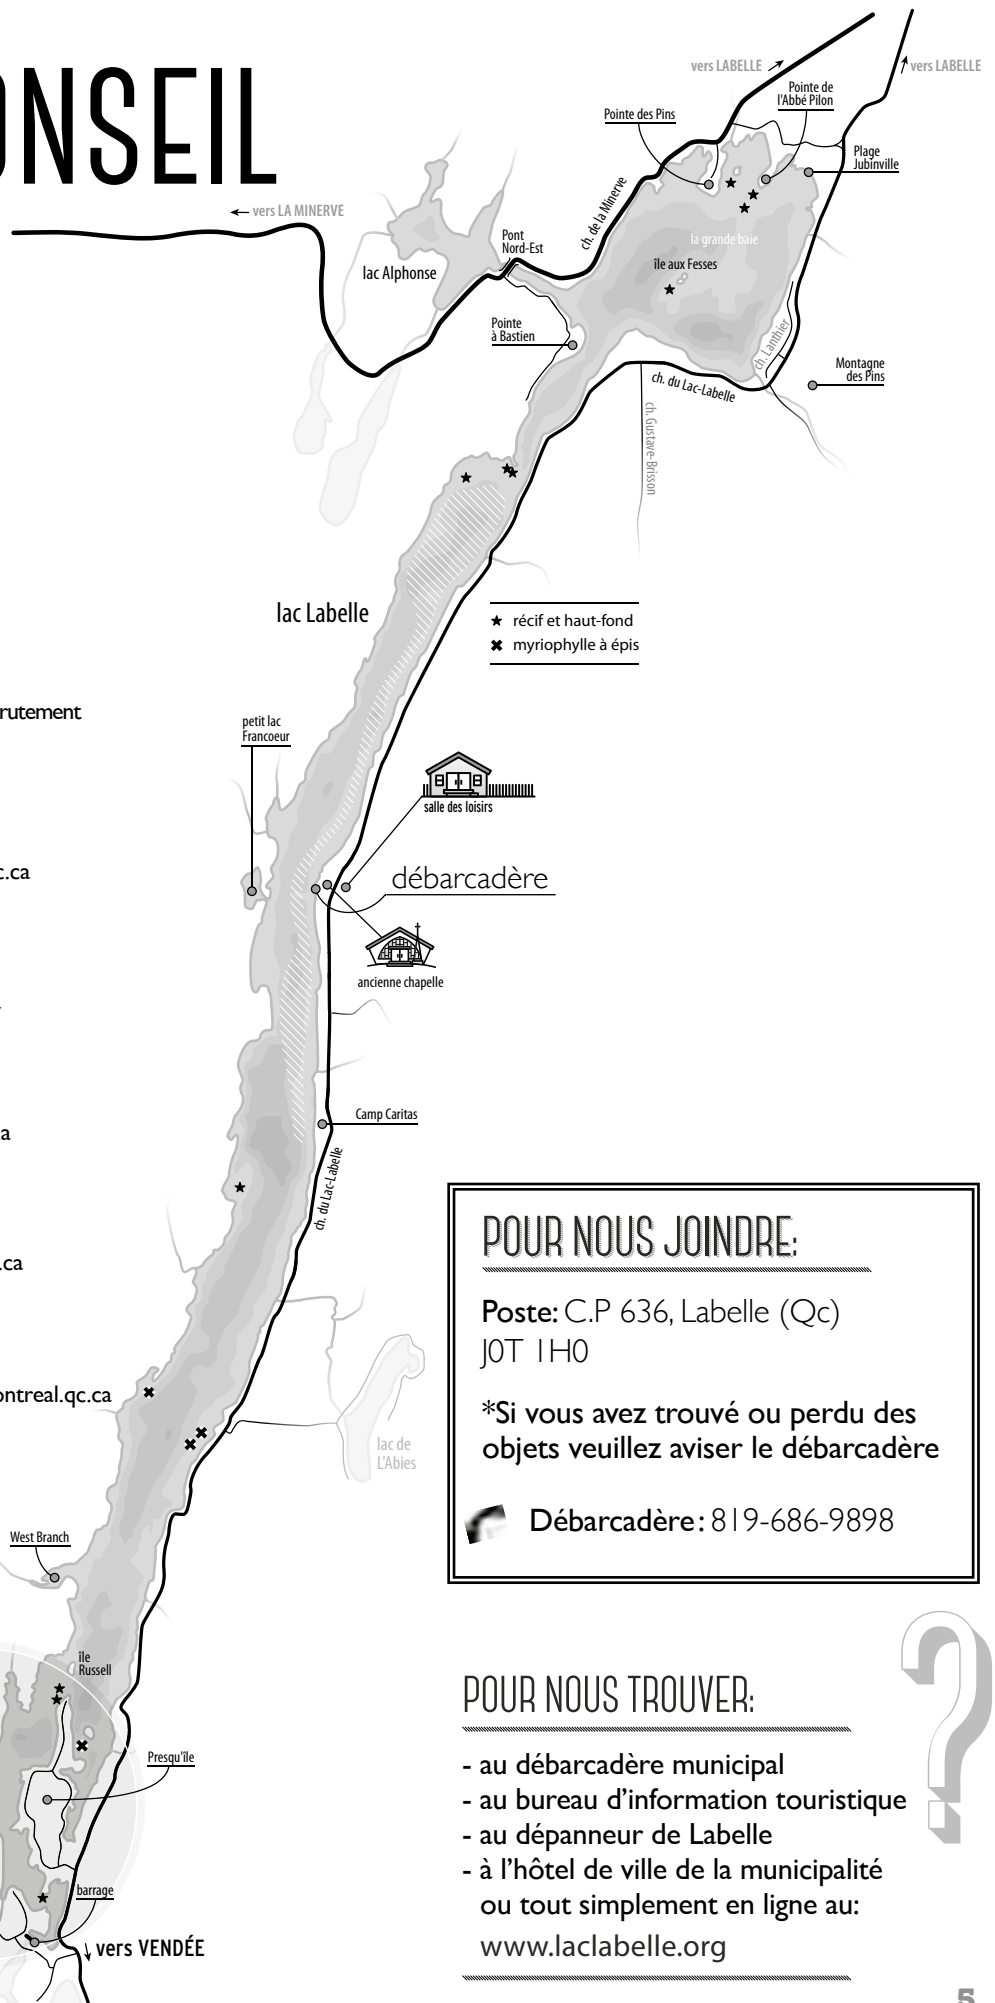 ONSEIL
vers LABELLE
vers LABELLE
Pointe de
l'Abbé Pilon
Pointe des Pins
Plage
Jubinville
vers LA MINERVE
ch. de la Minerve
Pont
Nord-Est
la grande baie
lac Alphonse
île aux Fesses
Pointe
à Bastien
ch. Lanthier
Montagne
des Pins
ch. du Lac-Labelle
ch. Gustave-Brisson
lac Labelle
récif et haut-fond
myriophylle à épis
rutement
petit lac
Francoeur
salle des loisirs
c.ca
débarcadère
ancienne chapelle
Camp Caritas
a
ch. du Lac-Labelle
POUR NOUS JOINDRE:
.ca
Poste: C.P 636, Labelle (Qc)
J0T 1H0
ontreal.qc.ca
*Si vous avez trouvé ou perdu des
objets veuillez aviser le débarcadère
lac de
L'Abies
Débarcadère: 819-686-9898
West Branch
île
Russell
POUR NOUS TROUVER:
Presqu'île
- au débarcadère municipal
- au bureau d'information touristique
- au dépanneur de Labelle
- à l'hôtel de ville de la municipalité
ou tout simplement en ligne au:
barrage
www.laclabelle.org
vers VENDÉE
?
5